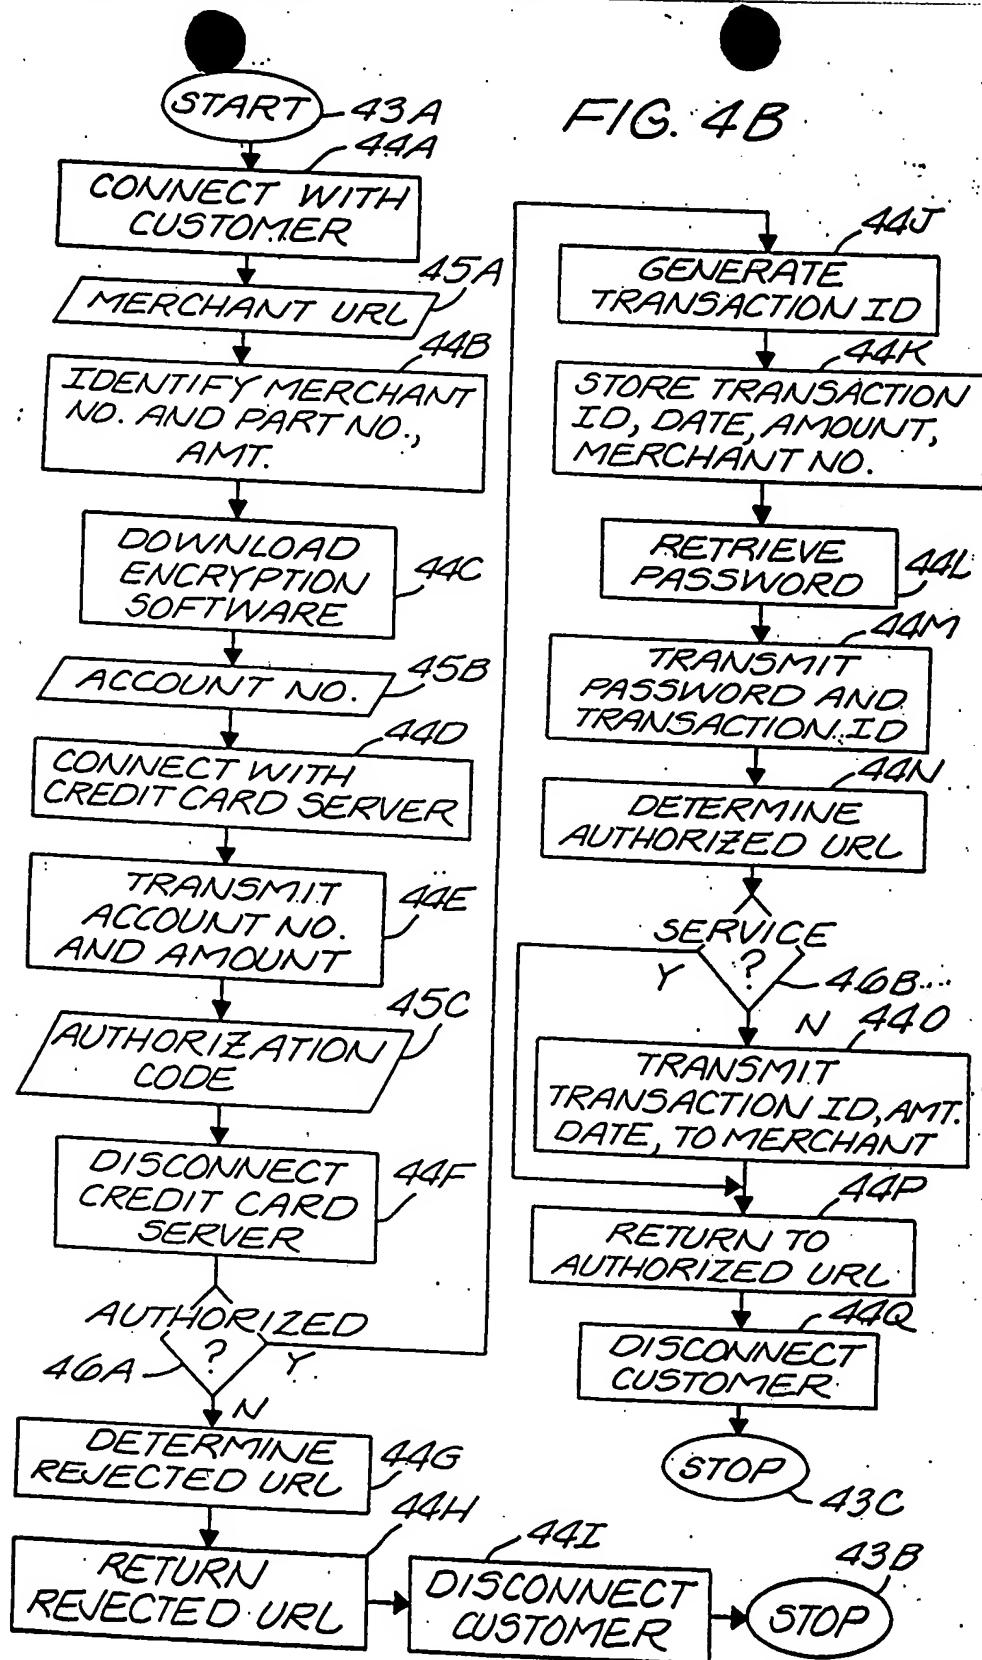 START
43A
FIG. 4B
44A
CONNECT WITH
CUSTOMER
45A
MERCHANT URL
44B
IDENTIFY MERCHANT
NO. AND PART NO.,
AMT.
DOWNLOAD
ENCRYPTION
SOFTWARE
44C
45B
ACCOUNT NO.
44D
CONNECT WITH
CREDIT CARD SERVER
TRANSMIT
ACCOUNT NO.
AND AMOUNT
44E
45C
AUTHORIZATION
CODE
DISCONNECT
CREDIT CARD
SERVER
44F
AUTHORIZED
?
46A
Y
N
DETERMINE
REJECTED URL
44G
44H
RETURN
REJECTED URL
44I
DISCONNECT
CUSTOMER
43B
STOP
44J
GENERATE
TRANSACTION ID
44K
STORE TRANSACTION
ID, DATE, AMOUNT,
MERCHANT NO.
RETRIEVE
PASSWORD
44L
44M
TRANSMIT
PASSWORD AND
TRANSACTION ID
44N
DETERMINE
AUTHORIZED URL
SERVICE
?
Y
46B
N
44O
TRANSMIT
TRANSACTION ID, AMT.
DATE, TO MERCHANT
44P
RETURN TO
AUTHORIZED URL
44Q
DISCONNECT
CUSTOMER
STOP
43C